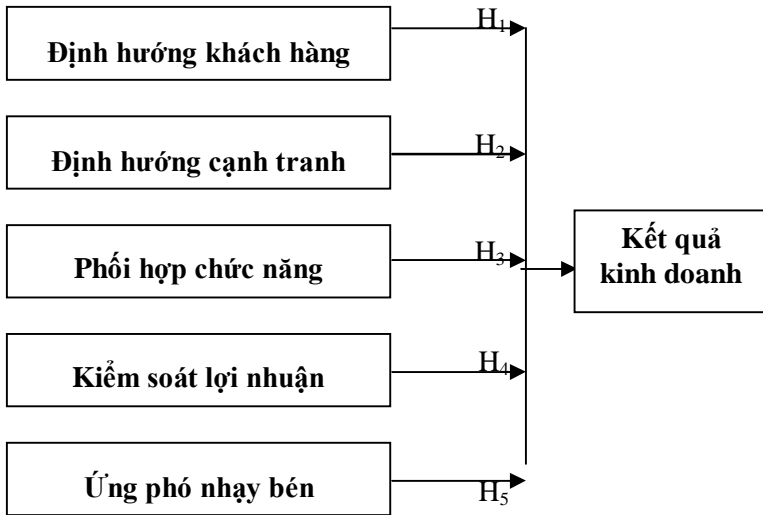 H₁
Định hướng khách hàng
H₂
Định hướng cạnh tranh
Kết quả
kinh doanh
H₃
Phối hợp chức năng
H₄
Kiểm soát lợi nhuận
Ứng phó nhạy bén
H₅